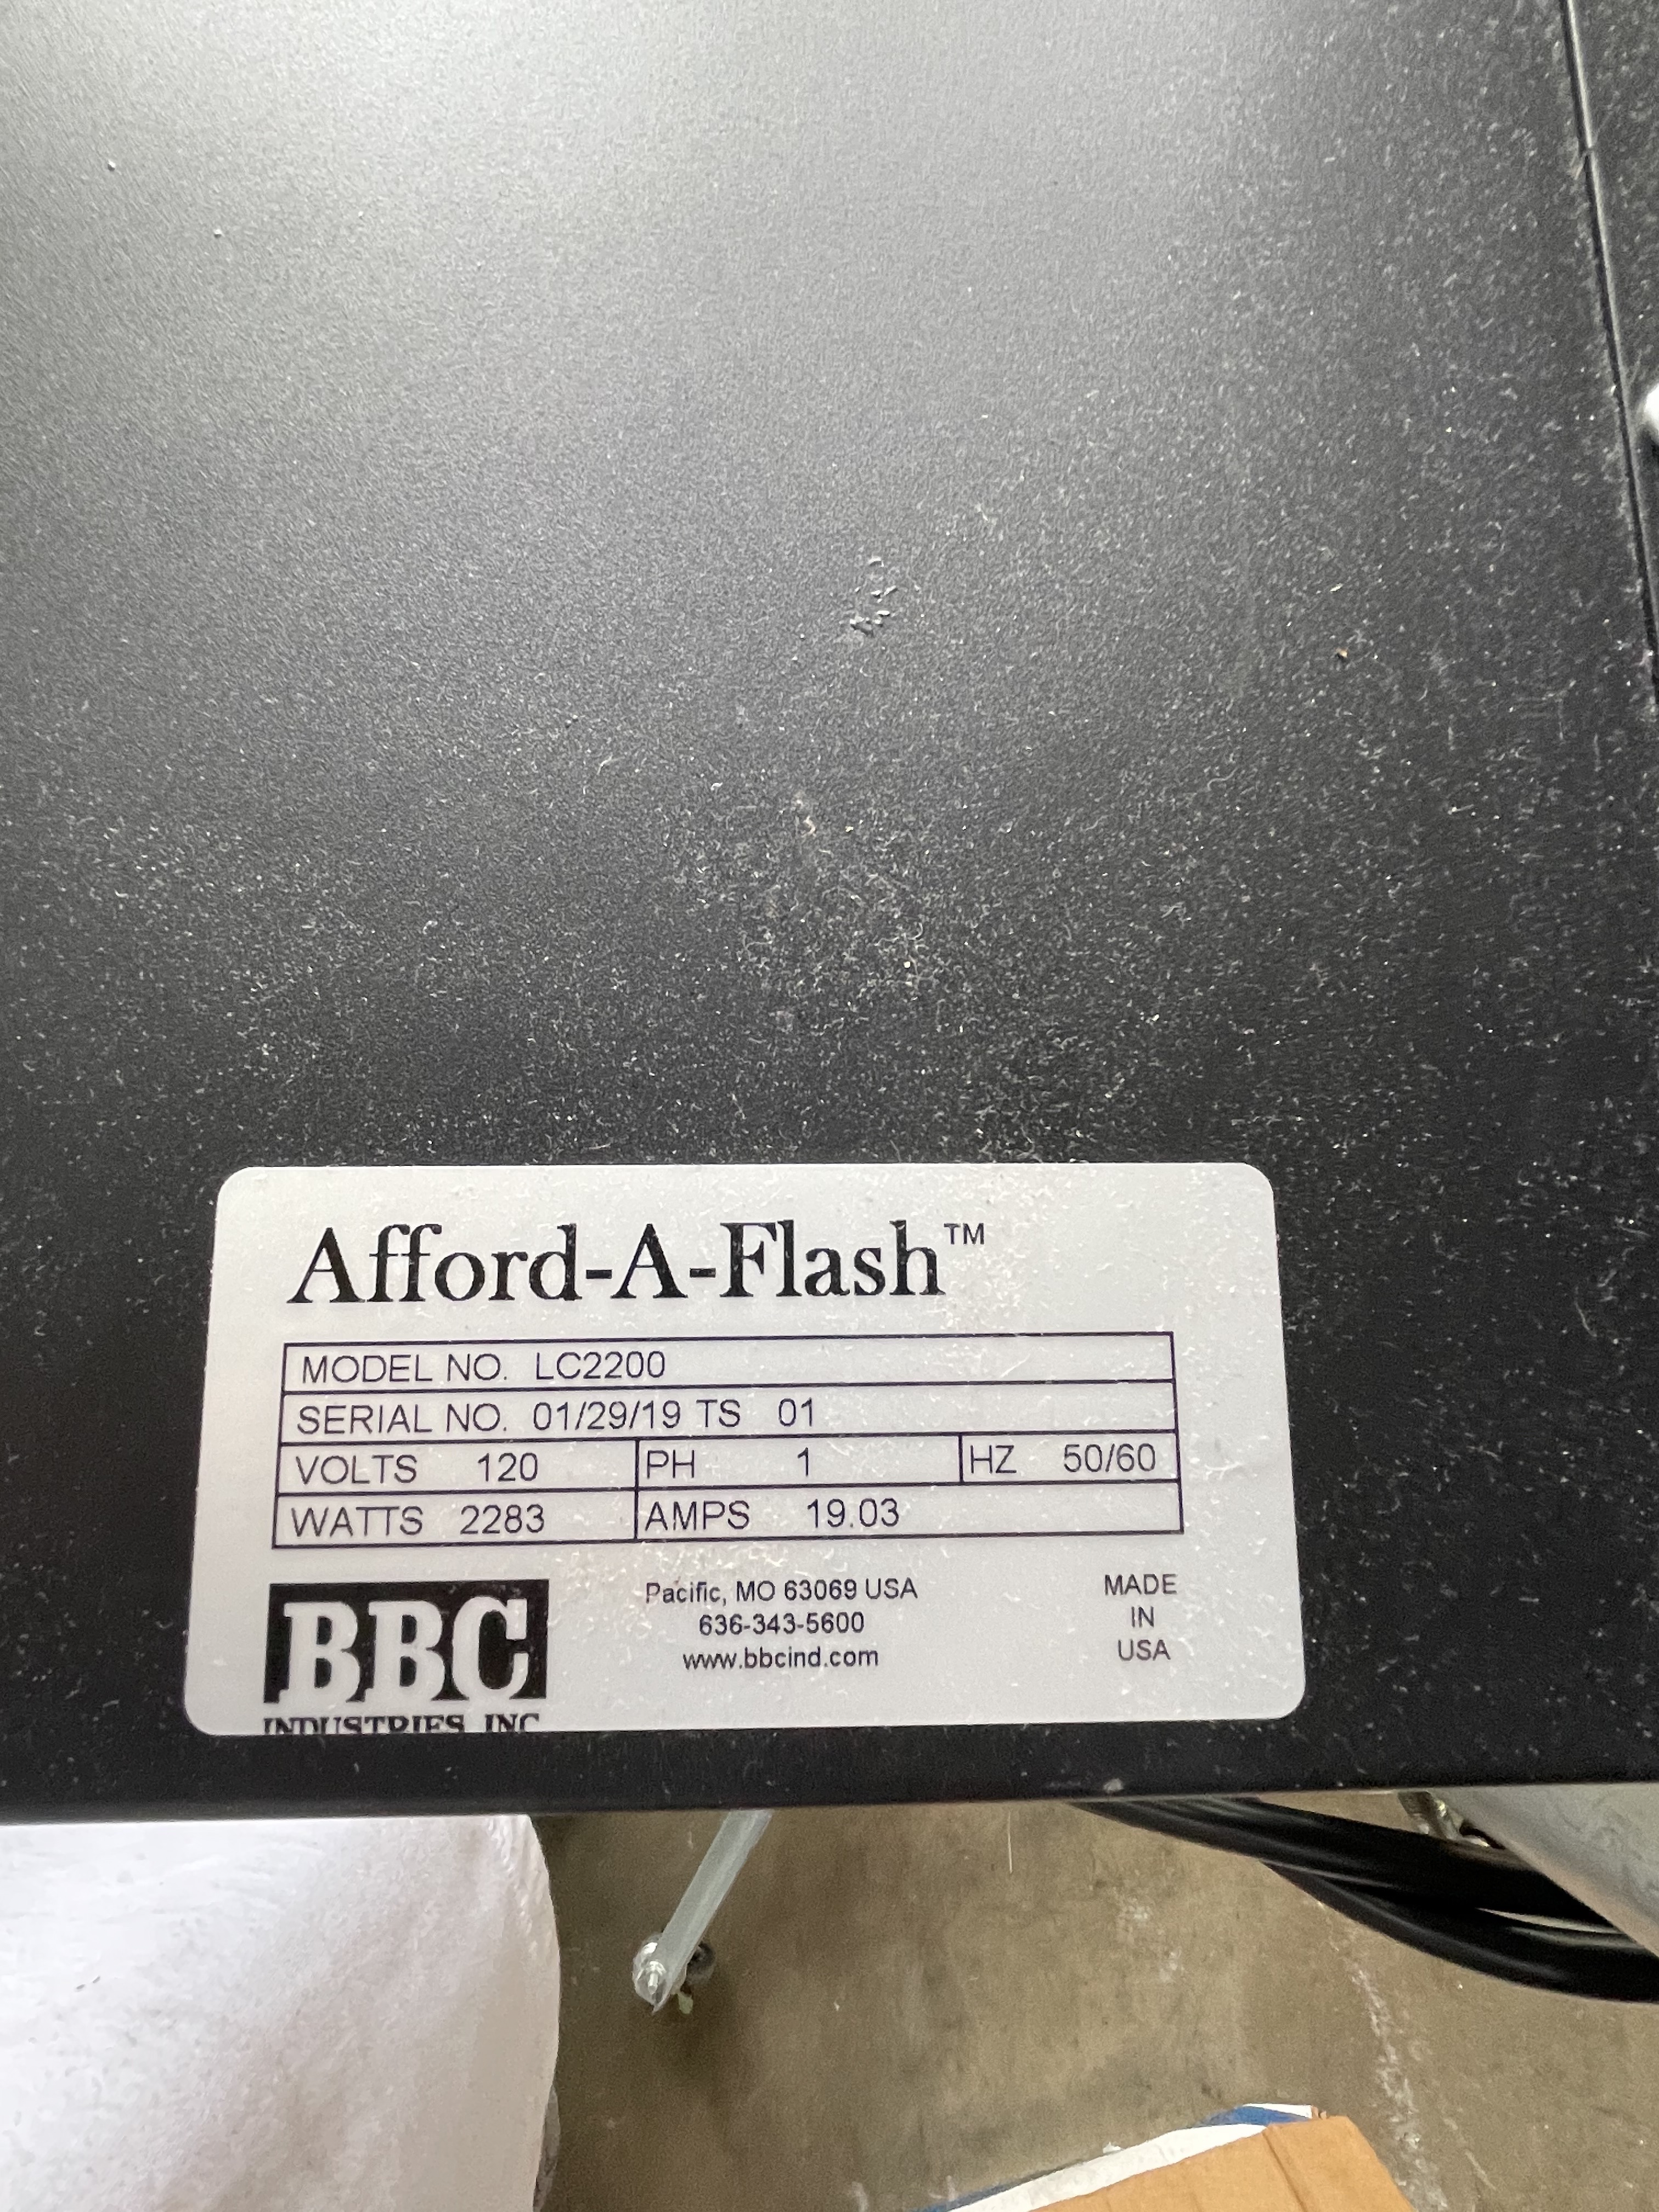 Afford-A-Flash™
MODEL NO. LC2200
SERIAL NO. 01/29/19 TS 01
VOLTS 120 PH 1 HZ 50/60
WATTS 2283 AMPS 19.03
BBC
INDUSTRIES, INC.
Pacific, MO 63069 USA
636-343-5600
www.bbcind.com
MADE
IN
USA